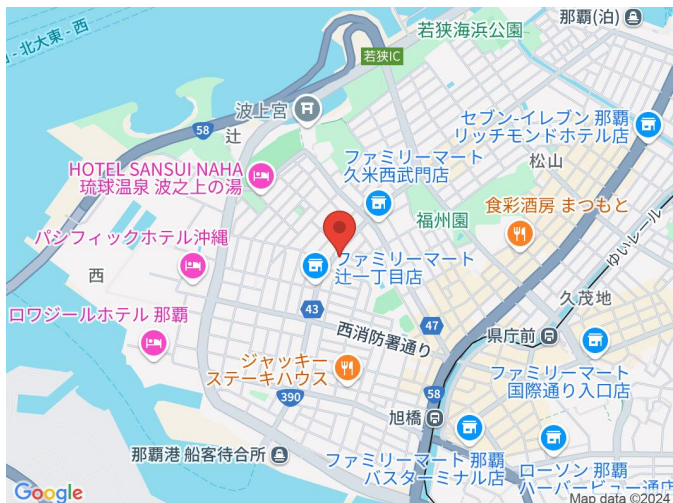 那覇(泊)
若狭海浜公園
若狭IC
- 北大東 - 西
58
波上宮
辻
セブン-イレブン 那覇
リッチモンドホテル店
松山
HOTEL SANSUI NAHA
琉球温泉 波之上の湯
ファミリーマート
久米西武門店
福州園
食彩酒房 まつもと
ゆいレール
パシフィックホテル沖縄
西
ファミリーマート
辻一丁目店
久茂地
43
47
ロワジールホテル 那覇
西消防署通り
県庁前
ジャッキー
ステーキハウス
ファミリーマート
国際通り入口店
58
390
旭橋
那覇港 船客待合所
ファミリーマート 那覇
バスターミナル店
ローソン 那覇
ハーバービュー通店
Google
Map data ©2024